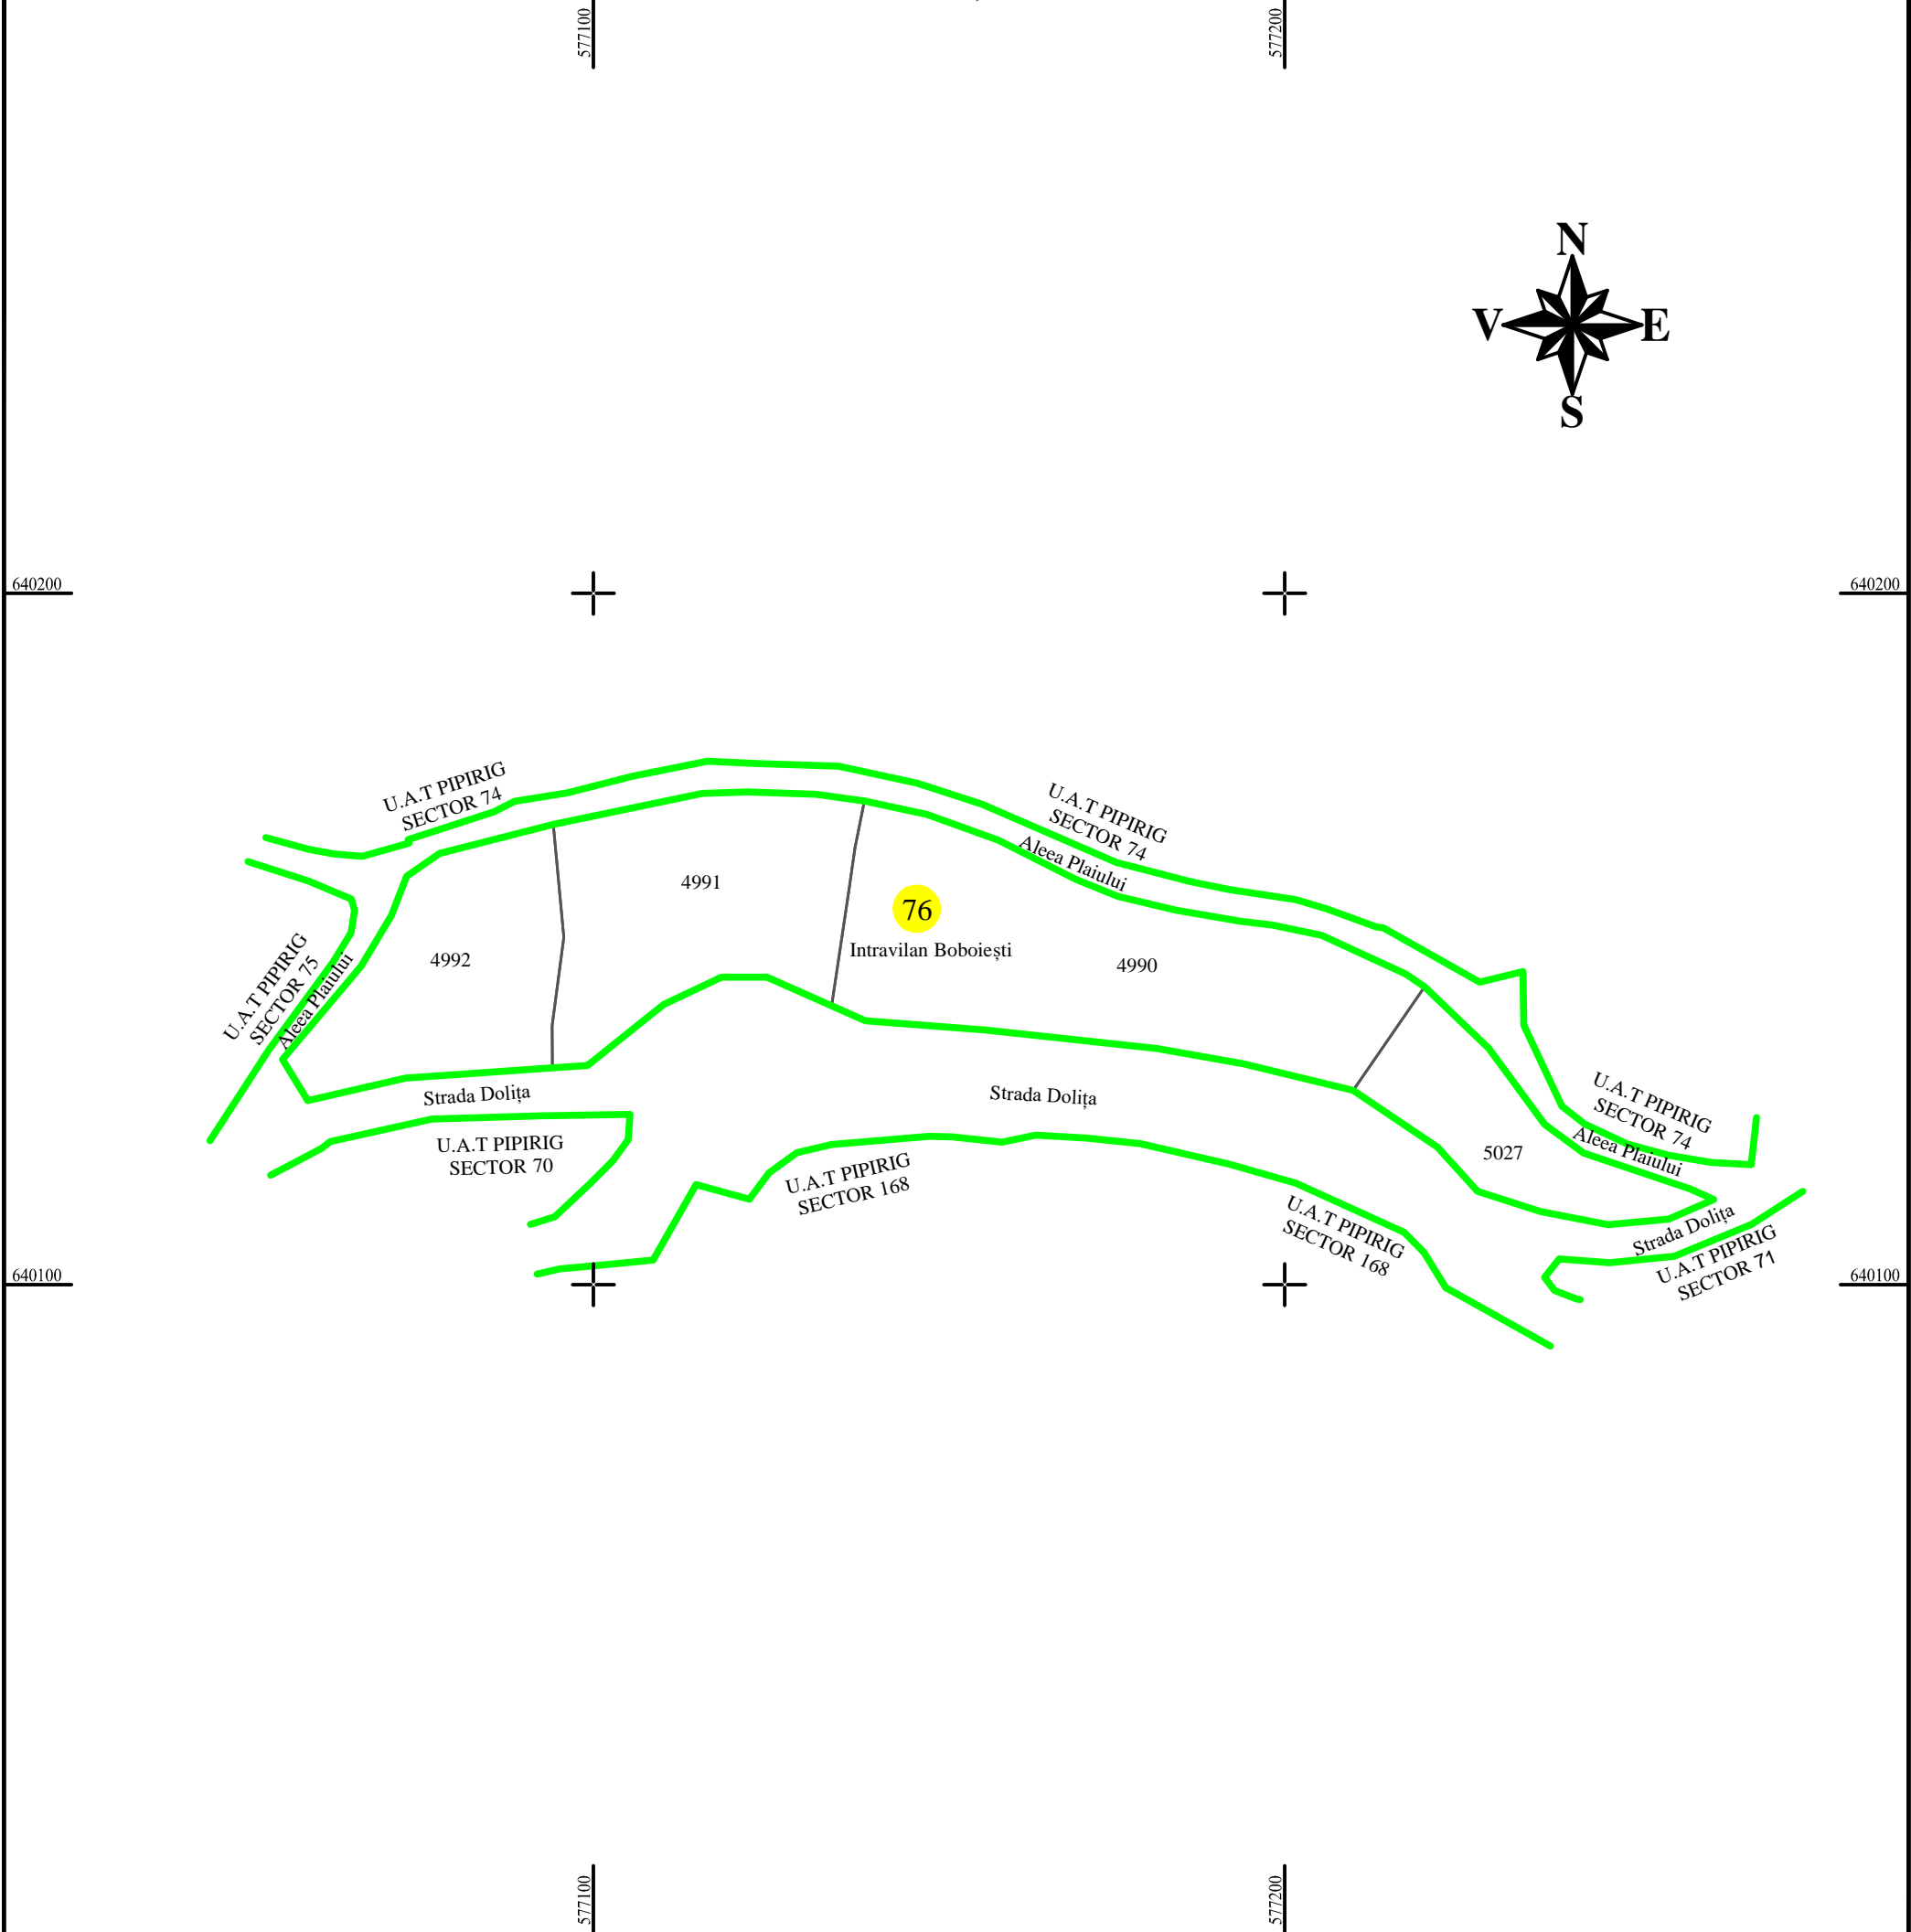 577100
577200
N
V
E
S
640200
640200
U.A.T PIPIRIG
SECTOR 74
U.A.T PIPIRIG
SECTOR 74
Aleea Plaiului
4991
76
Intravilan Boboiești
4992
4990
U.A.T PIPIRIG
SECTOR 75
Aleea Plaiului
Strada Dolița
Strada Dolița
U.A.T PIPIRIG
SECTOR 74
Aleea Plaiului
5027
U.A.T PIPIRIG
SECTOR 70
U.A.T PIPIRIG
SECTOR 168
U.A.T PIPIRIG
SECTOR 168
Strada Dolița
U.A.T PIPIRIG
SECTOR 71
640100
640100
577100
577200